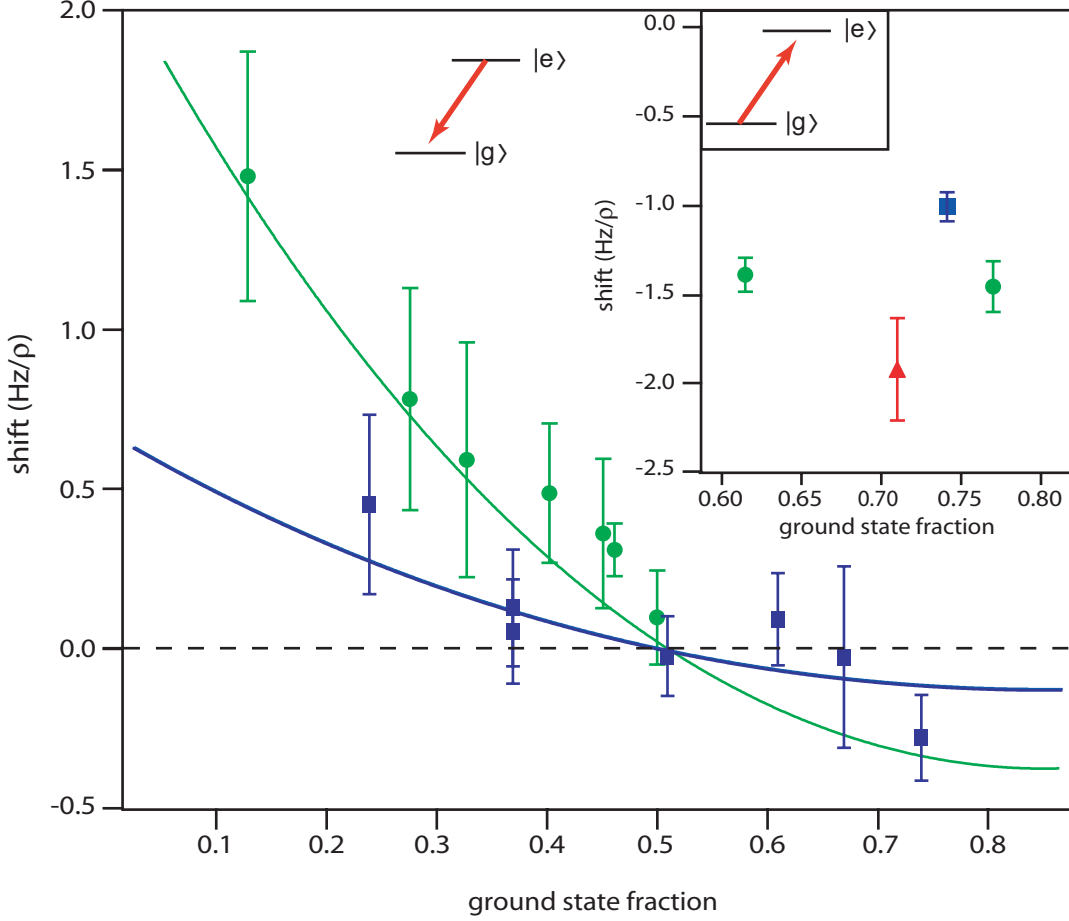 2.0
1.5
1.0
0.5
0.0
-0.5
shift (Hz/ρ)
0.1 0.2 0.3 0.4 0.5 0.6 0.7 0.8
ground state fraction
|e⟩
|g⟩
0.0
-0.5
-1.0
-1.5
-2.0
-2.5
shift (Hz/ρ)
|e⟩
|g⟩
0.60 0.65 0.70 0.75 0.80
ground state fraction